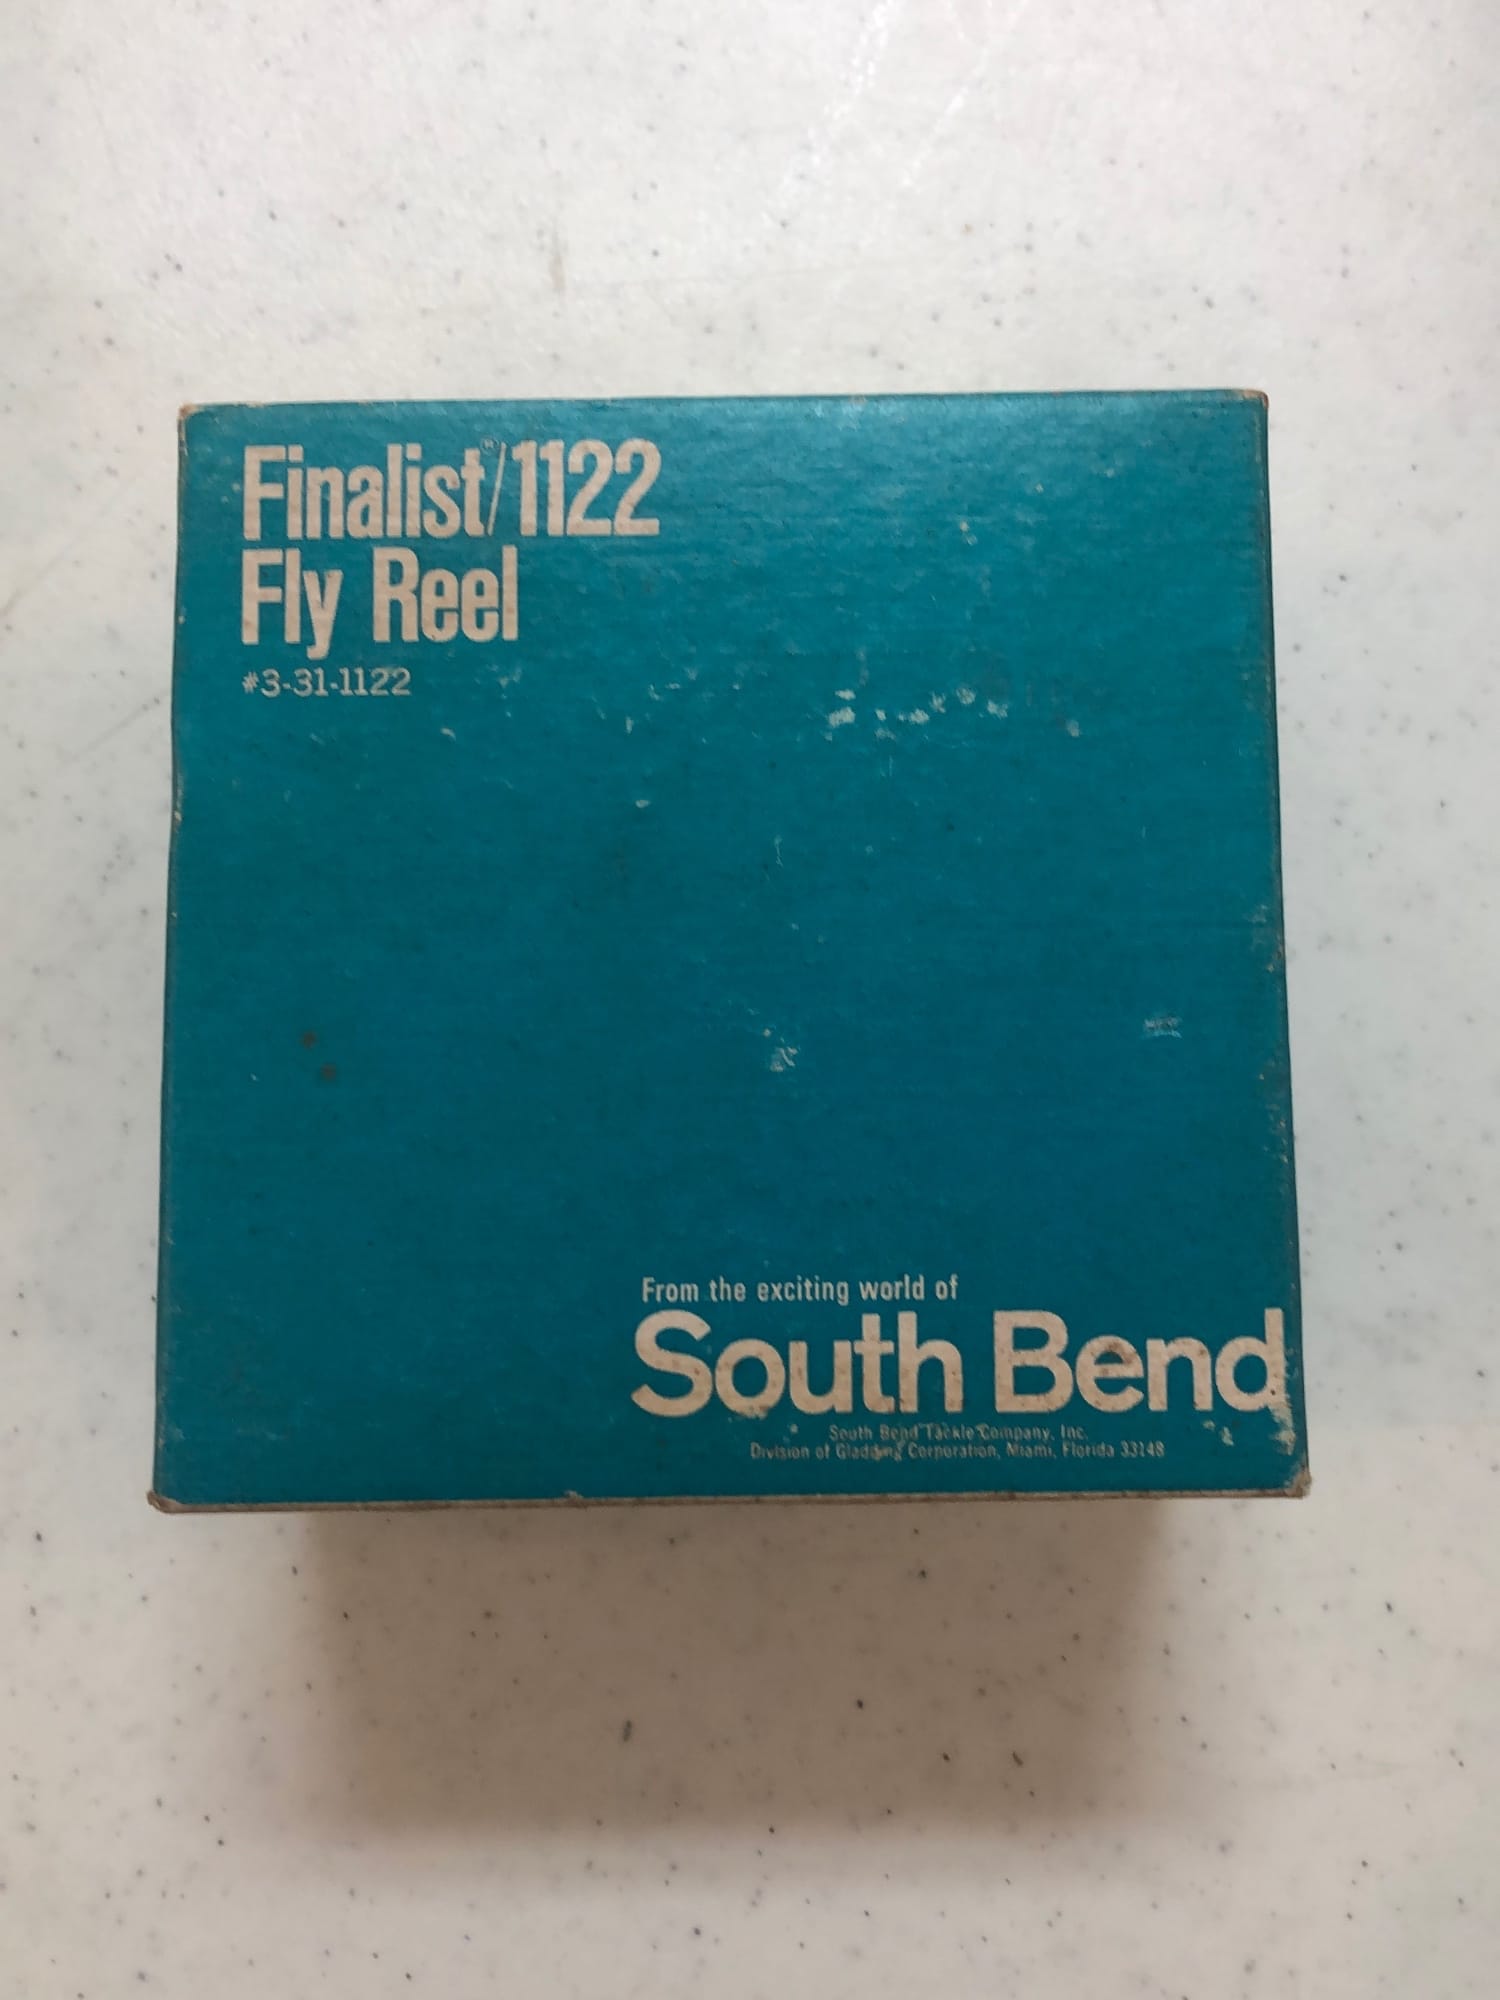 Finalist®/1122
Fly Reel
#3-31-1122
From the exciting world of
South Bend
South Bend Tackle Company, Inc.
Division of Gladding Corporation, Miami, Florida 33148